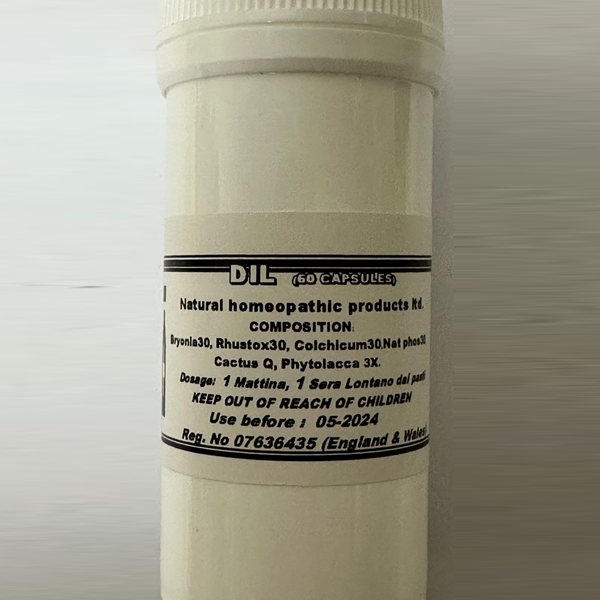 DIL (60 CAPSULES)
Natural homeopathic products ltd.
COMPOSITION:
Bryonia30, Rhustox30, Colchicum30,Nat phos30
Cactus Q, Phytolacca 3X.
Dosage: 1 Mattina, 1 Sera Lontano dai pasti
KEEP OUT OF REACH OF CHILDREN
Use before : 05-2024
Reg. No 07636435 (England & Wales)